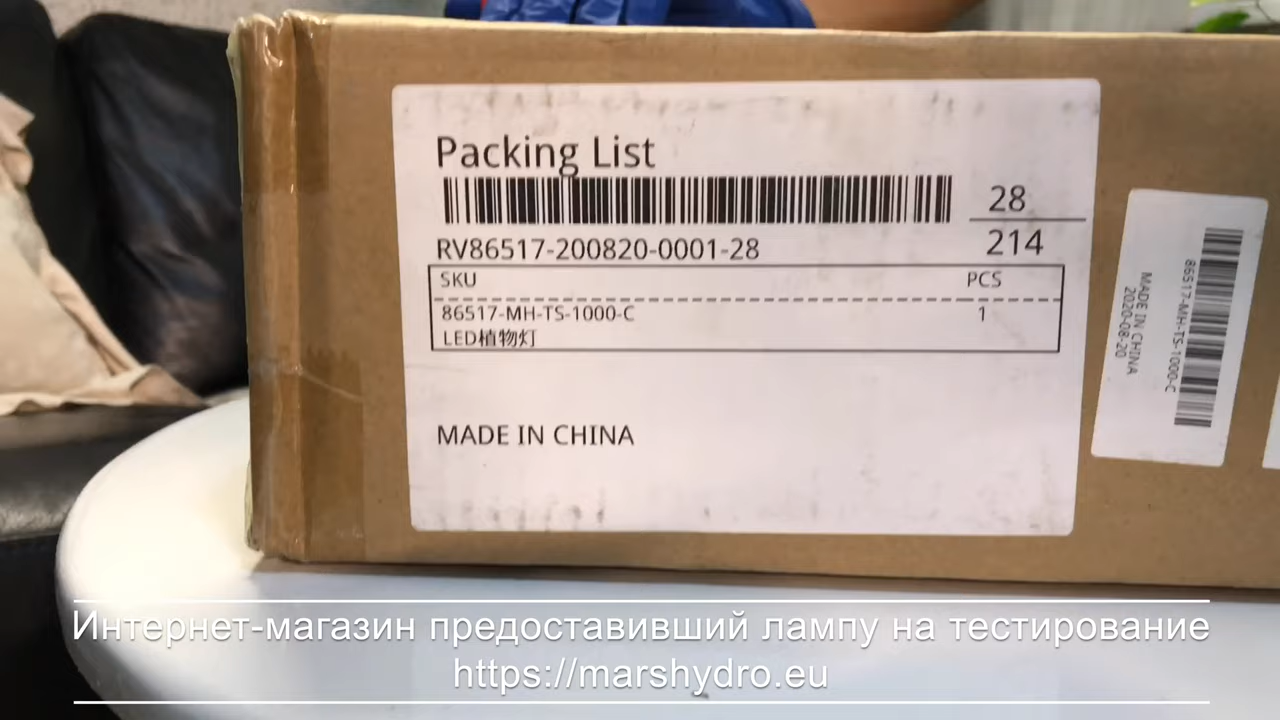 Packing List
28
214
RV86517-200820-0001-28
SKU PCS
86517-MH-TS-1000-C 1
LED植物灯
MADE IN CHINA
86517-MH-TS-1000-C
MADE IN CHINA
2020-08-20
Интернет-магазин предоставивший лампу на тестирование
https://marshydro.eu